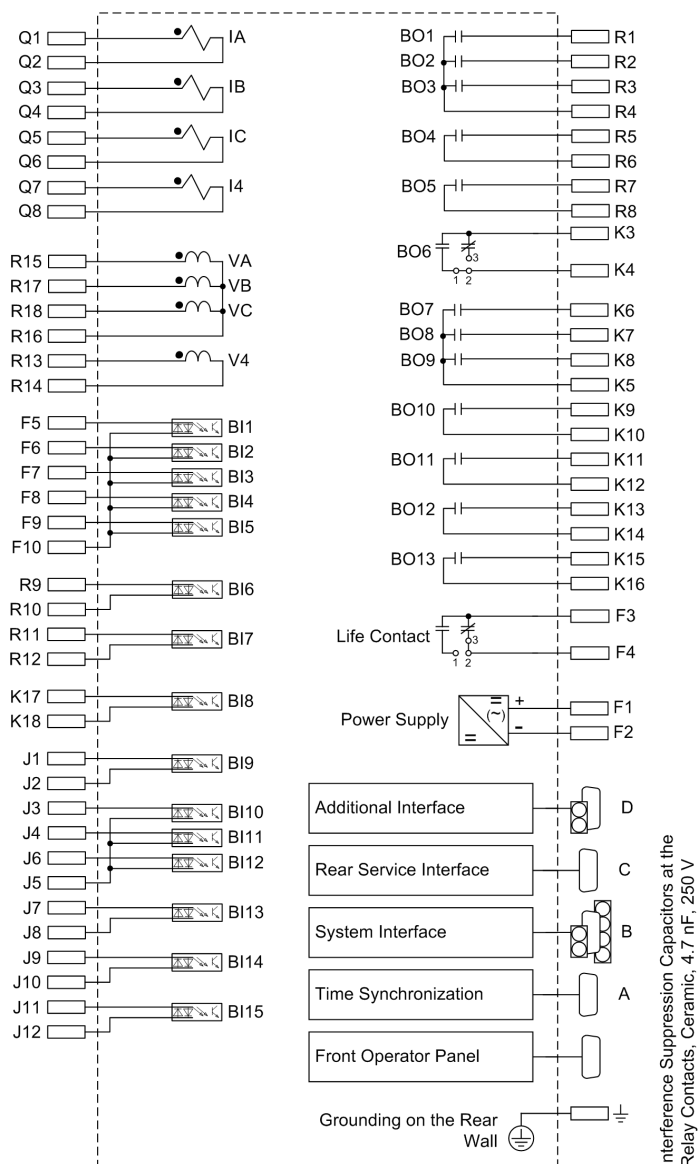 Q1 IA
Q2
Q3 IB
Q4
Q5 IC
Q6
Q7 I4
Q8
R15 VA
R17 VB
R18 VC
R16
R13 V4
R14
F5 BI1
F6 BI2
F7 BI3
F8 BI4
F9 BI5
F10
R9 BI6
R10
R11 BI7
R12
K17 BI8
K18
J1 BI9
J2
J3 BI10
J4 BI11
J6 BI12
J5
J7 BI13
J8
J9 BI14
J10
J11 BI15
J12
BO1 R1
BO2 R2
BO3 R3
R4
BO4 R5
R6
BO5 R7
R8
K3
BO6 3
K4
1 2
BO7 K6
BO8 K7
BO9 K8
K5
BO10 K9
K10
BO11 K11
K12
BO12 K13
K14
BO13 K15
K16
F3
Life Contact 3
F4
1 2
Power Supply = (~) = + F1
- F2
Additional Interface D
Rear Service Interface C
System Interface B
Time Synchronization A
Front Operator Panel
Grounding on the Rear
Wall
nterference Suppression Capacitors at the
Relay Contacts, Ceramic, 4.7 nF, 250 V